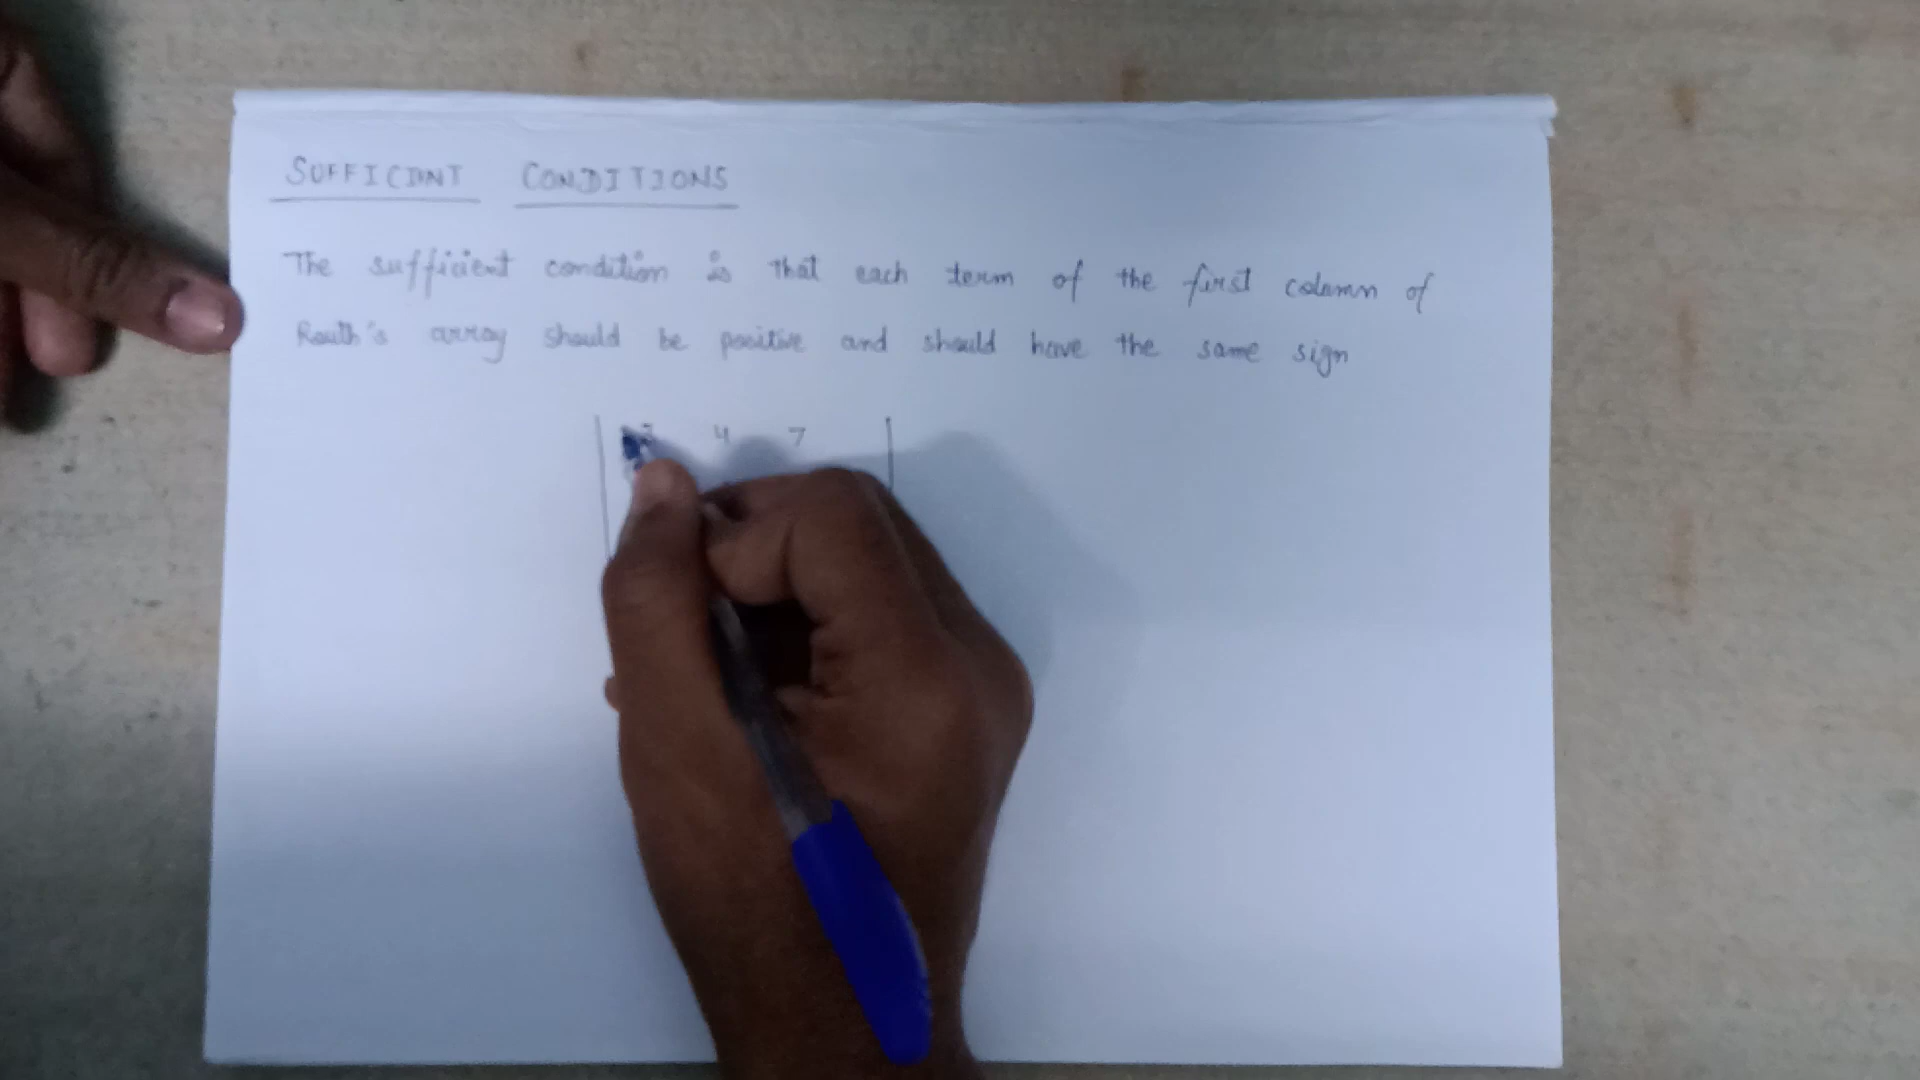 SUFFICIENT CONDITIONS
The sufficient condition is that each term of the first column of
Routh's array should be positive and should have the same sign
4 7